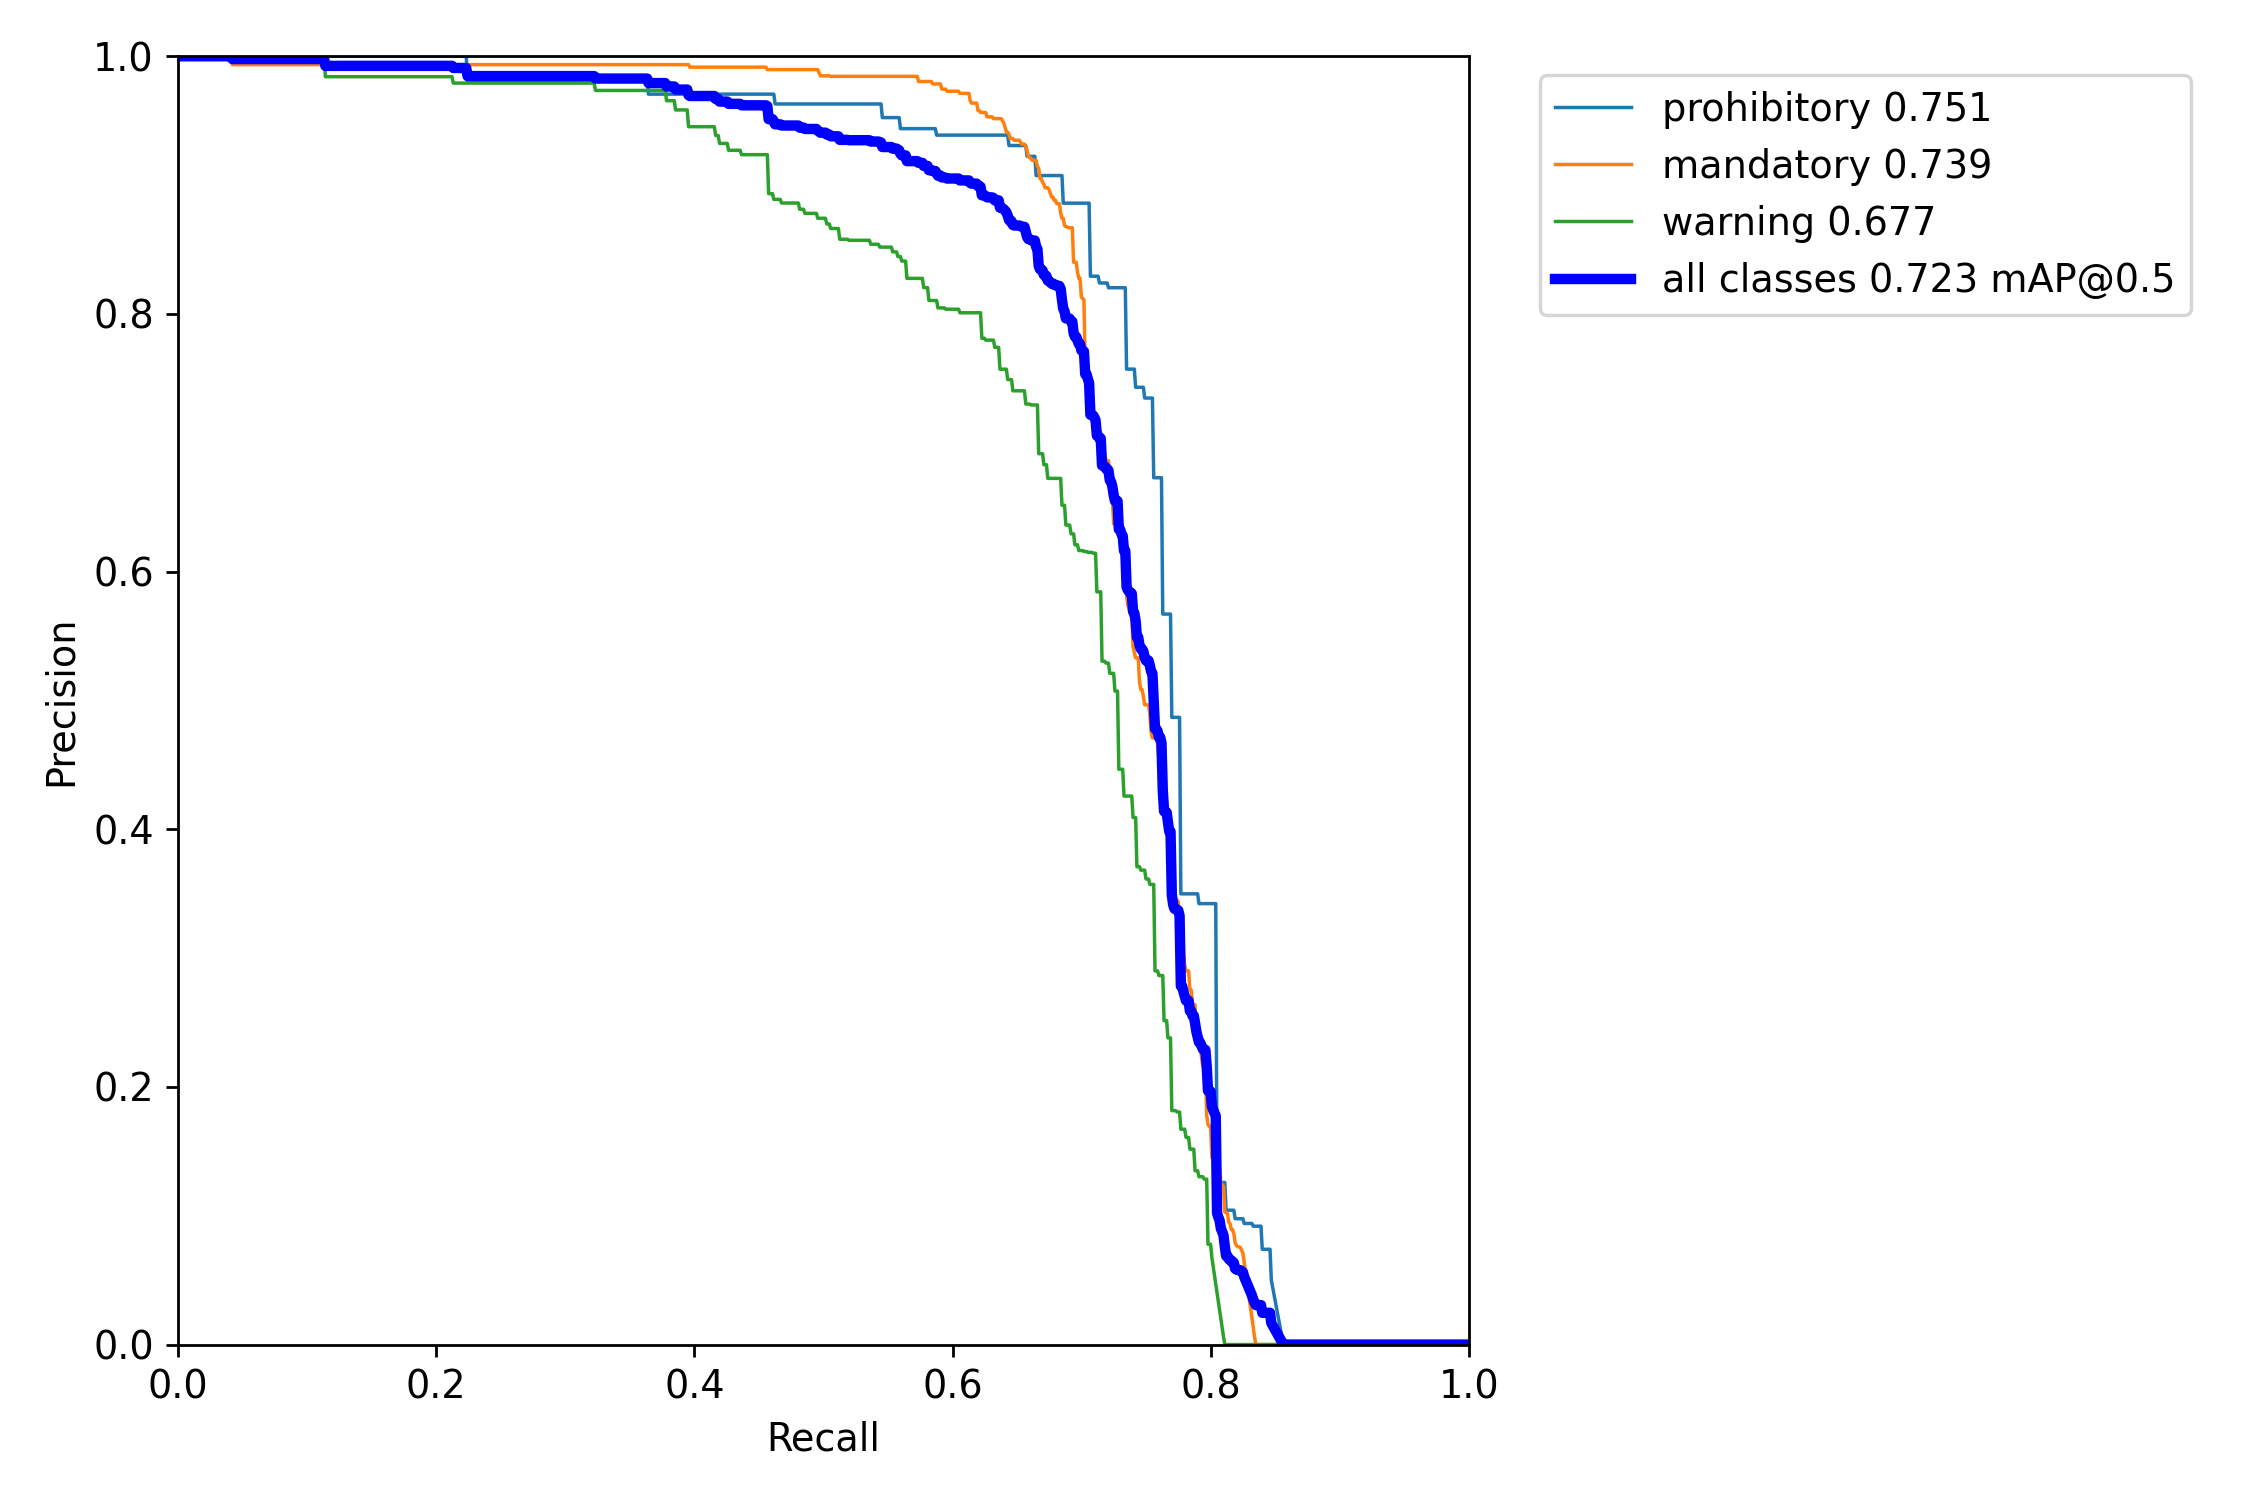 1.0
0.8
0.6
0.4
0.2
0.0
Precision
0.0 0.2 0.4 0.6 0.8 1.0
Recall
prohibitory 0.751
mandatory 0.739
warning 0.677
all classes 0.723 mAP@0.5